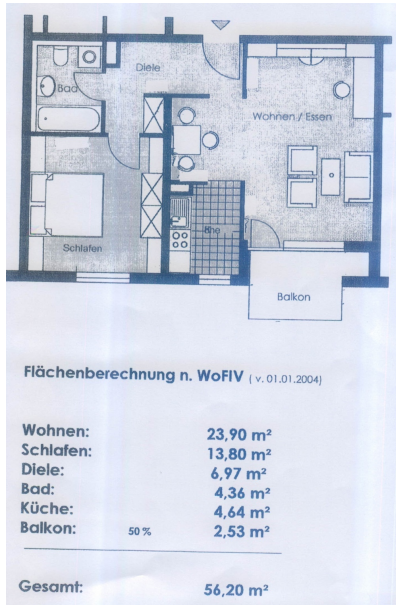 Diele
Bad
Wohnen / Essen
Schlafen
Balkon
Flächenberechnung n. WoFIV ( v. 01.01.2004)
Wohnen: 23,90 m²
Schlafen: 13,80 m²
Diele: 6,97 m²
Bad: 4,36 m²
Küche: 4,64 m²
Balkon: 50 % 2,53 m²
Gesamt: 56,20 m²